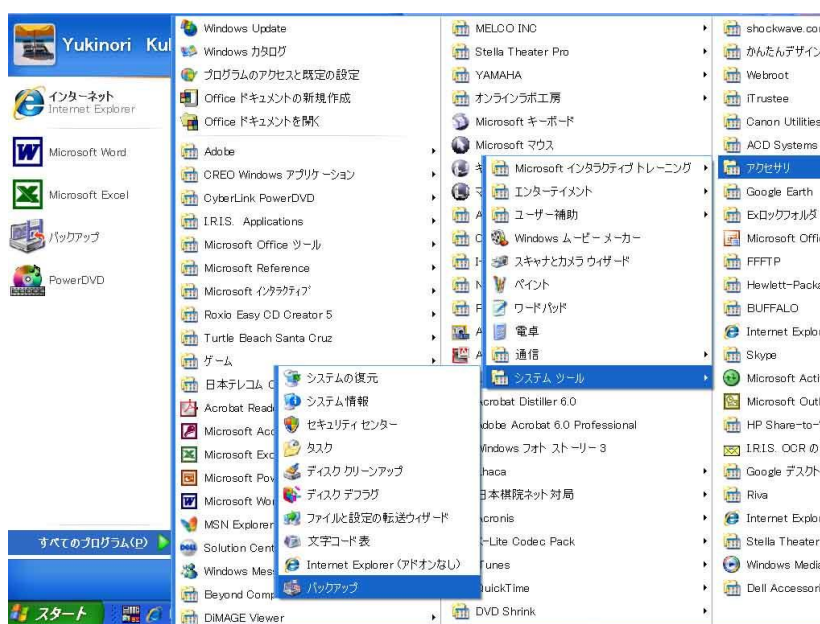 Yukinori Kul
インターネット
Internet Explorer
Microsoft Word
Microsoft Excel
バックアップ
PowerDVD
すべてのプログラム(P)
スタート
Windows Update
Windows カタログ
プログラムのアクセスと既定の設定
Office ドキュメントの新規作成
Office ドキュメントを開く
Adobe
CREO Windows アプリケーション
CyberLink PowerDVD
I.R.I.S. Applications
Microsoft Office ツール
Microsoft Reference
Microsoft インタラクティブ
Roxio Easy CD Creator 5
Turtle Beach Santa Cruz
ゲーム
日本テレコム
Acrobat Read
Microsoft Acc
Microsoft Exc
Microsoft Pow
Microsoft Wo
MSN Explorer
Solution Cent
Windows Mes
Beyond Comp
DiMAGE Viewer
システムの復元
システム情報
セキュリティ センター
タスク
ディスク クリーンアップ
ディスク デフラグ
ファイルと設定の転送ウィザード
文字コード表
Internet Explorer (アドオンなし)
バックアップ
MELCO INC
Stella Theater Pro
YAMAHA
オンラインラボ工房
Microsoft キーボード
Microsoft マウス
Microsoft インタラクティブ トレーニング
エンターテイメント
ユーザー補助
Windows ムービー メーカー
スキャナとカメラ ウィザード
ペイント
ワードパッド
電卓
通信
システム ツール
crobat Distiller 6.0
dobe Acrobat 6.0 Professional
Windows フォト ストーリー 3
thaca
日本棋院ネット対局
cronis
-Lite Codec Pack
Tunes
uickTime
DVD Shrink
shockwave.co
かんたんデザイン
Webroot
iTrustee
Canon Utilities
ACD Systems
アクセサリ
Google Earth
Exロックフォルダ
Microsoft Offi
FFFTP
Hewlett-Packa
BUFFALO
Internet Explo
Skype
Microsoft Acti
Microsoft Outl
HP Share-to-
I.R.I.S. OCR の
Google デスクト
Riva
Internet Explo
Stella Theater
Windows Media
Dell Accessori